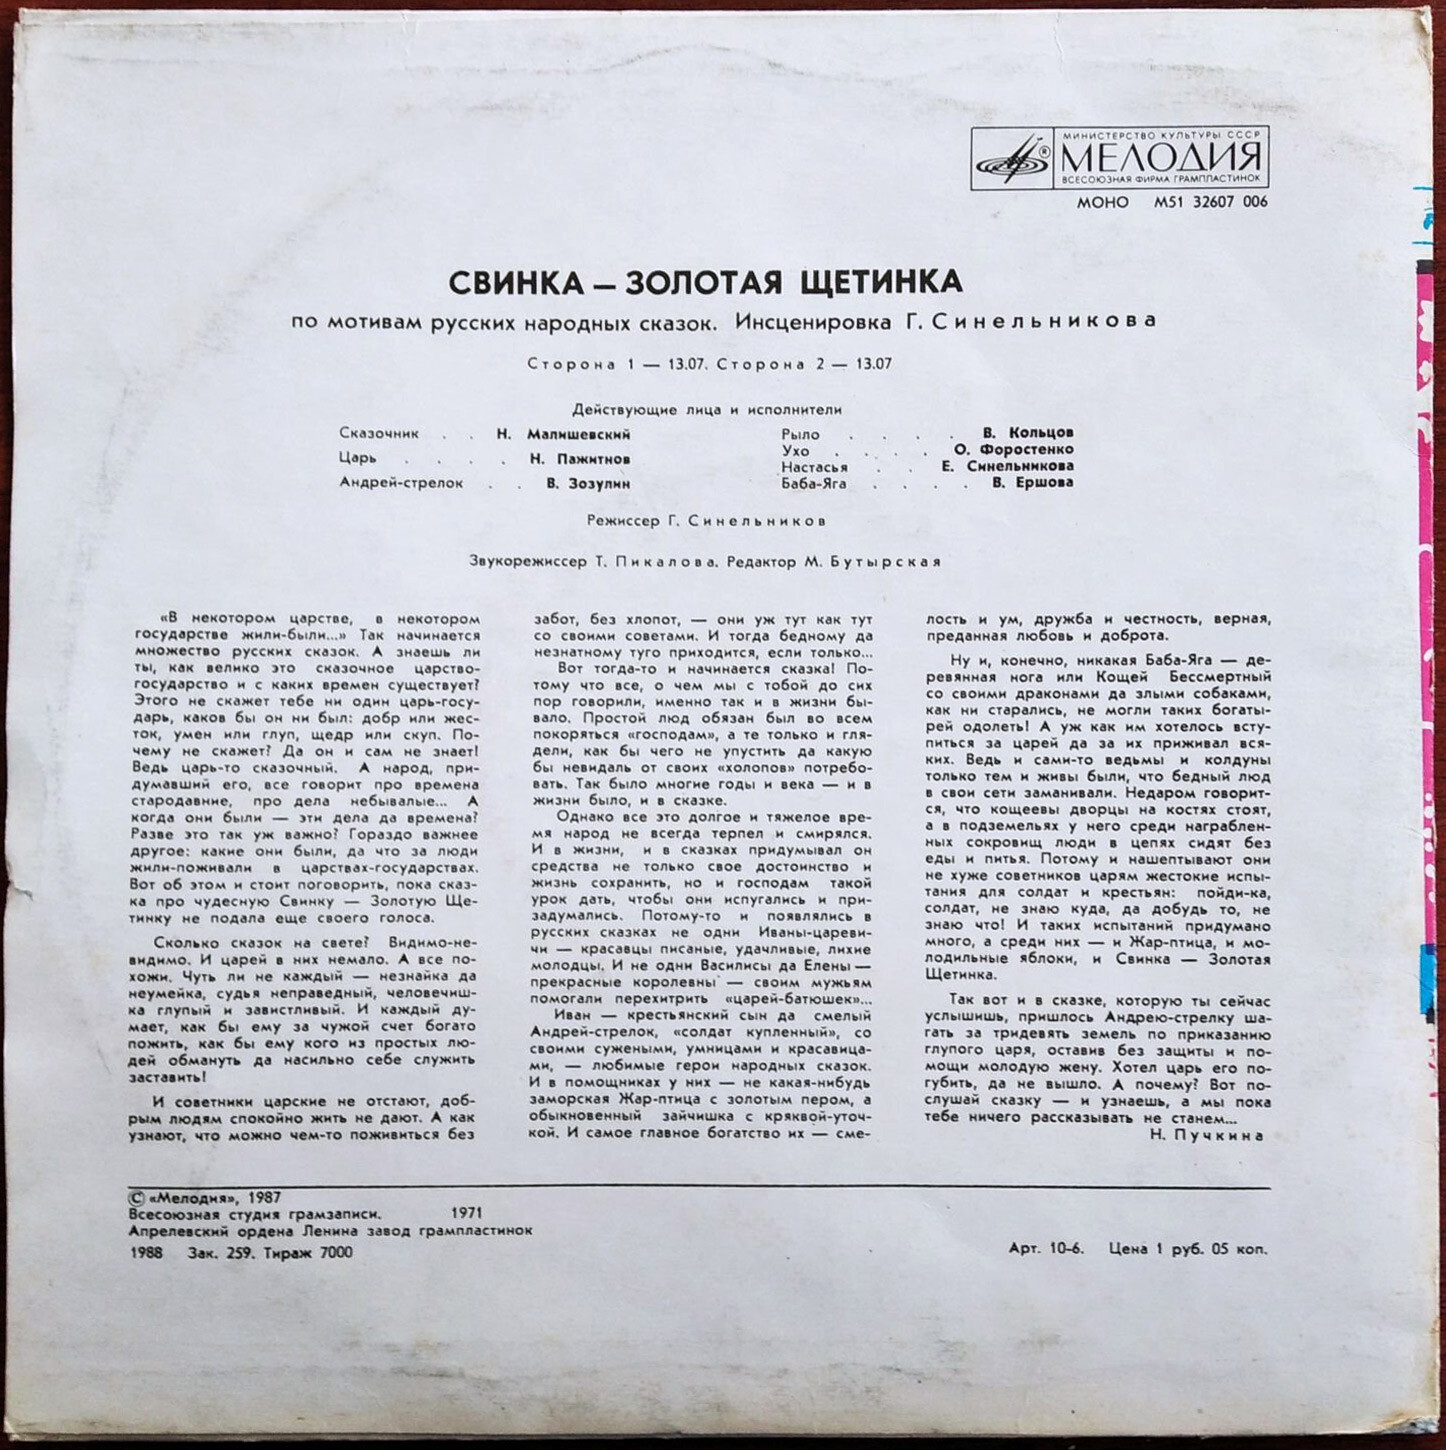 МИНИСТЕРСТВО КУЛЬТУРЫ СССР
МЕЛОДИЯ
ВСЕСОЮЗНАЯ ФИРМА ГРАМПЛАСТИНОК
МОНО М51 32607 006
СВИНКА — ЗОЛОТАЯ ЩЕТИНКА
по мотивам русских народных сказок. Инсценировка Г. Синельникова
Сторона 1 — 13.07. Сторона 2 — 13.07
Действующие лица и исполнители
Сказочник . . Н. Малишевский
Царь . . . . Н. Пажитнов
Андрей-стрелок . . В. Зозулин
Рыло . . . . В. Кольцов
Ухо . . . . О. Форостенко
Настасья . . Е. Синельникова
Баба-Яга . . . . В. Ершова
Режиссер Г. Синельников
Звукорежиссер Т. Пикалова. Редактор М. Бутырская
«В некотором царстве, в некотором
государстве жили-были...» Так начинается
множество русских сказок. А знаешь ли
ты, как велико это сказочное царство-
государство и с каких времен существует?
Этого не скажет тебе ни один царь-госу-
дарь, каков бы он ни был: добр или жес-
ток, умен или глуп, щедр или скуп. По-
чему не скажет? Да он и сам не знает!
Ведь царь-то сказочный. А народ, при-
думавший его, все говорит про времена
стародавние, про дела небывалые... А
когда они были — эти дела да времена?
Разве это так уж важно? Гораздо важнее
другое: какие они были, да что за люди
жили-поживали в царствах-государствах.
Вот об этом и стоит поговорить, пока сказ-
ка про чудесную Свинку — Золотую Ще-
тинку не подала еще своего голоса.
Сколько сказок на свете? Видимо-не-
видимо. И царей в них немало. А все по-
хожи. Чуть ли не каждый — незнайка да
неумейка, судья неправедный, человечиш-
ка глупый и завистливый. И каждый ду-
мает, как бы ему за чужой счет богато
пожить, как бы ему кого из простых лю-
дей обмануть да насильно себе служить
заставить!
И советники царские не отстают, доб-
рым людям спокойно жить не дают. А как
узнают, что можно чем-то поживиться без
забот, без хлопот, — они уж тут как тут
со своими советами. И тогда бедному да
незнатному туго приходится, если только...
Вот тогда-то и начинается сказка! По-
тому что все, о чем мы с тобой до сих
пор говорили, именно так и в жизни бы-
вало. Простой люд обязан был во всем
покоряться «господам», а те только и гля-
дели, как бы чего не упустить да какую
бы невидаль от своих «холопов» потребо-
вать. Так было многие годы и века — и в
жизни было, и в сказке.
Однако все это долгое и тяжелое вре-
мя народ не всегда терпел и смирялся.
И в жизни, и в сказках придумывал он
средства не только свое достоинство и
жизнь сохранить, но и господам такой
урок дать, чтобы они испугались и при-
задумались. Потому-то и появлялись в
русских сказках не одни Иваны-царевичи-
чи — красавцы писаные, удачливые, лихие
молодцы. И не одни Василисы да Елены —
прекрасные королевны — своим мужьям
помогали перехитрить «царей-батюшек»...
Иван — крестьянский сын да смелый
Андрей-стрелок, «солдат купленный», со
своими сужеными, умницами и красавица-
ми, — любимые герои народных сказок.
И в помощниках у них — не какая-нибудь
заморская Жар-птица с золотым пером, а
обыкновенный зайчишка с кряквой-уточ-
кой. И самое главное богатство их — сме-
лость и ум, дружба и честность, верная,
преданная любовь и доброта.
Ну и, конечно, никакая Баба-Яга — де-
ревянная нога или Кощей Бессмертный
со своими драконами да злыми собаками,
как ни старались, не могли таких богаты-
рей одолеть! А уж как им хотелось всту-
питься за царей да за их приживал вся-
ких. Ведь и сами-то ведьмы и колдуны
только тем и живы были, что бедный люд
в свои сети заманивали. Недаром говорит-
ся, что кощеевы дворцы на костях стоят,
а в подземельях у него среди награблен-
ных сокровищ люди в цепях сидят без
еды и питья. Потому и нашептывают они
не хуже советников царям жестокие испы-
тания для солдат и крестьян: пойди-ка,
солдат, не знаю куда, да добудь то, не
знаю что! И таких испытаний придумано
много, а среди них — и Жар-птица, и мо-
лодильные яблоки, и Свинка — Золотая
Щетинка.
Так вот и в сказке, которую ты сейчас
услышишь, пришлось Андрею-стрелку ша-
гать за тридевять земель по приказанию
глупого царя, оставив без защиты и по-
мощи молодую жену. Хотел царь его по-
губить, да не вышло. А почему? Вот по-
слушай сказку — и узнаешь, а мы пока
тебе ничего рассказывать не станем...
Н. Пучкина
© «Мелодия», 1987
Всесоюзная студия грамзаписи. 1971
Апрелевский ордена Ленина завод грампластинок
1988 Зак. 259. Тираж 7000
Арт. 10-6. Цена 1 руб. 05 коп.